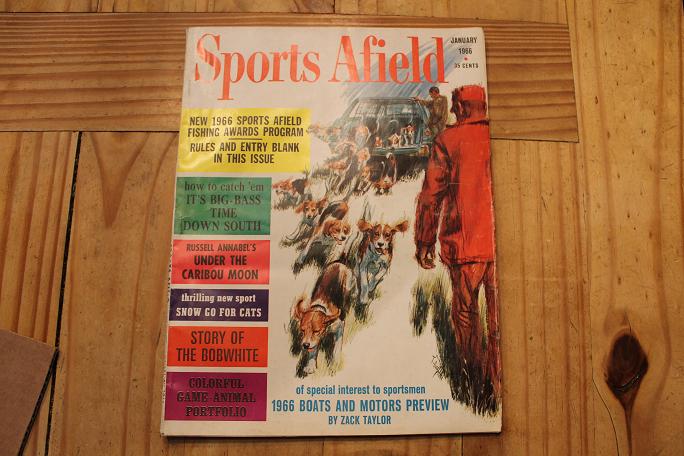 Sports Afield
JANUARY
1966
35 CENTS
NEW 1966 SPORTS AFIELD
FISHING AWARDS PROGRAM
RULES AND ENTRY BLANK
IN THIS ISSUE
how to catch 'em
IT'S BIG-BASS
TIME
DOWN SOUTH
RUSSELL ANNABEL'S
UNDER THE
CARIBOU MOON
thrilling new sport
SNOW GO FOR CATS
STORY OF
THE BOBWHITE
COLORFUL
GAME-ANIMAL
PORTFOLIO
of special interest to sportsmen
1966 BOATS AND MOTORS PREVIEW
BY ZACK TAYLOR